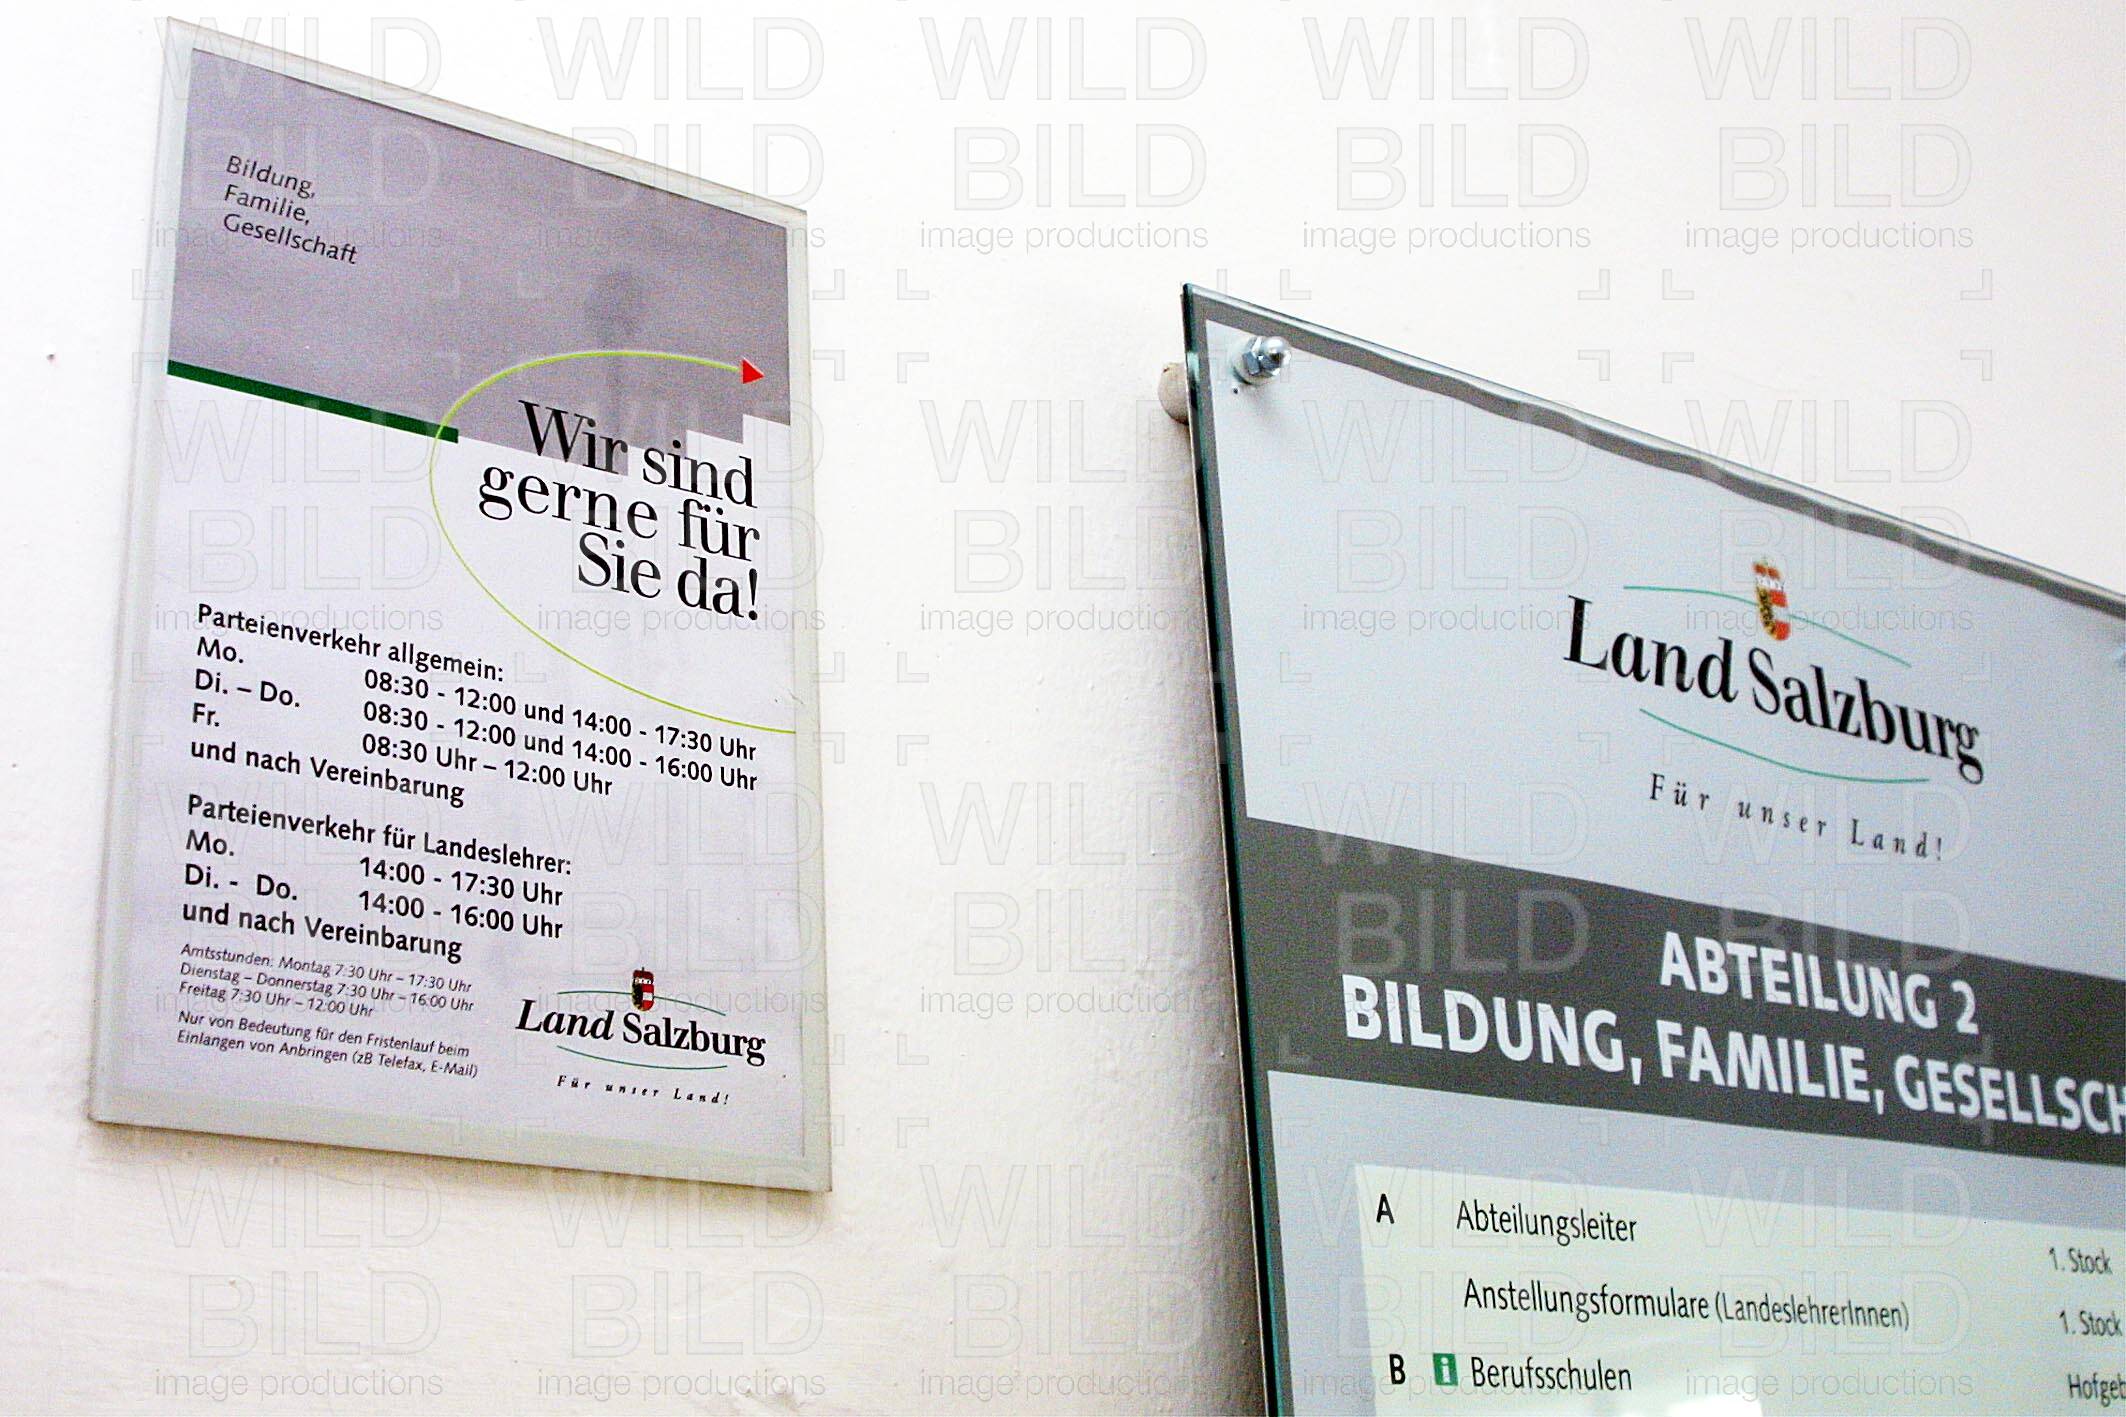 Bildung,
Familie,
Gesellschaft
Wir sind
gerne für
Sie da!
Parteienverkehr allgemein:
Mo. 08:30 - 12:00 und 14:00 - 17:30 Uhr
Di. – Do. 08:30 - 12:00 und 14:00 - 16:00 Uhr
Fr. 08:30 Uhr – 12:00 Uhr
und nach Vereinbarung
Parteienverkehr für Landeslehrer:
Mo. 14:00 - 17:30 Uhr
Di. - Do. 14:00 - 16:00 Uhr
und nach Vereinbarung
Amtsstunden: Montag 7:30 Uhr – 17:30 Uhr
Dienstag – Donnerstag 7:30 Uhr – 16:00 Uhr
Freitag 7:30 Uhr – 12:00 Uhr
Nur von Bedeutung für den Fristenlauf beim
Einlangen von Anbringen (zB Telefax, E-Mail)
Land Salzburg
Für unser Land!
Land Salzburg
Für unser Land!
ABTEILUNG 2
BILDUNG, FAMILIE, GESELLSCH
A Abteilungsleiter 1. Stock
Anstellungsformulare (LandeslehrerInnen) 1. Stock
B i Berufsschulen Hofgeb
WILD
BILD
image productions